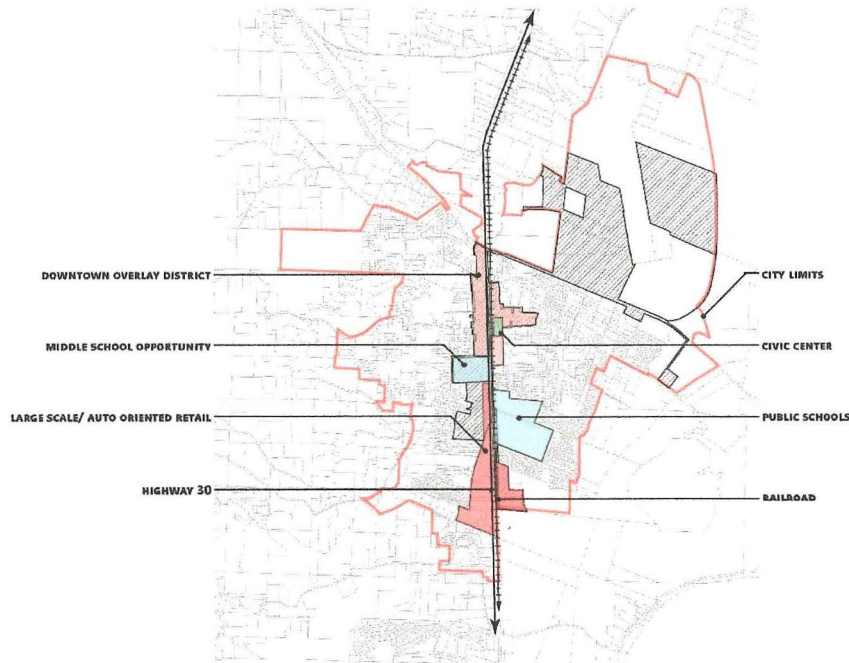 DOWNTOWN OVERLAY DISTRICT
MIDDLE SCHOOL OPPORTUNITY
LARGE SCALE/ AUTO ORIENTED RETAIL
HIGHWAY 30
CITY LIMITS
CIVIC CENTER
PUBLIC SCHOOLS
RAILROAD